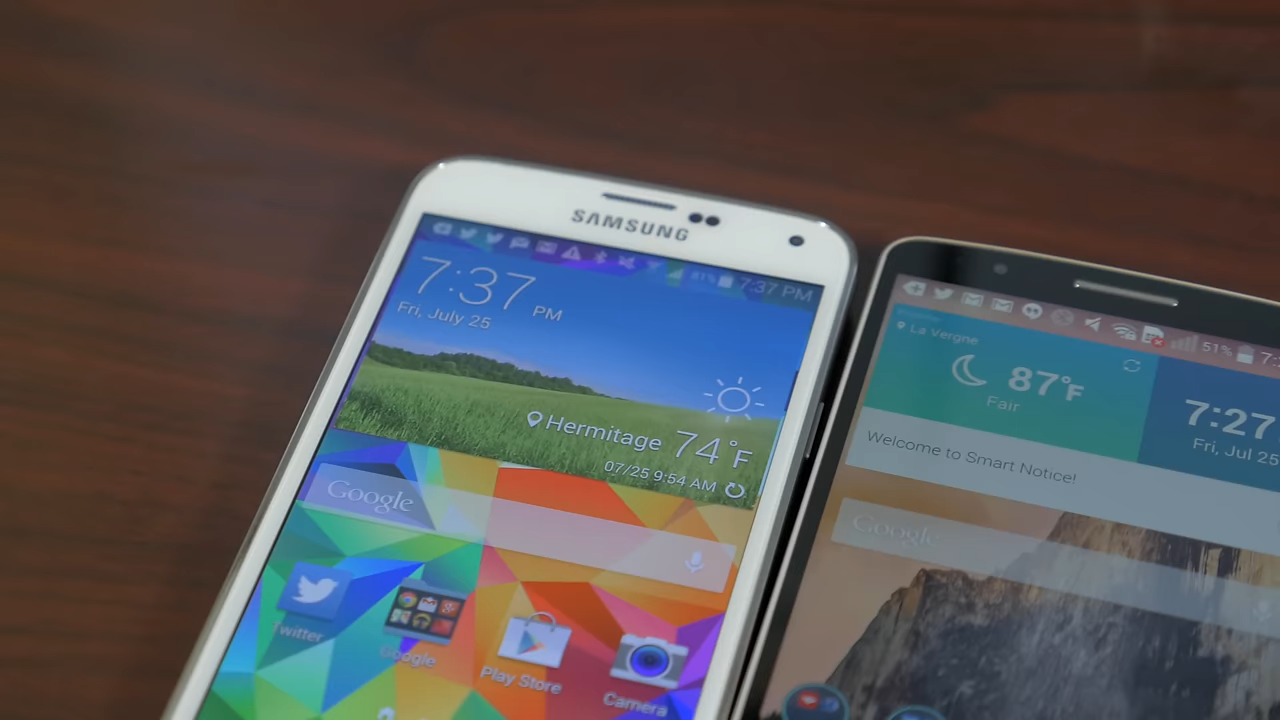 SAMSUNG
81% 7:37 PM
7:37 PM
Fri, July 25
Hermitage 74°F
07/25 9:54 AM
Google
Twitter
Google
Play Store
Camera
51%
La Vergne
87°F
Fair
7:27
Fri, Jul 25
Welcome to Smart Notice!
Google